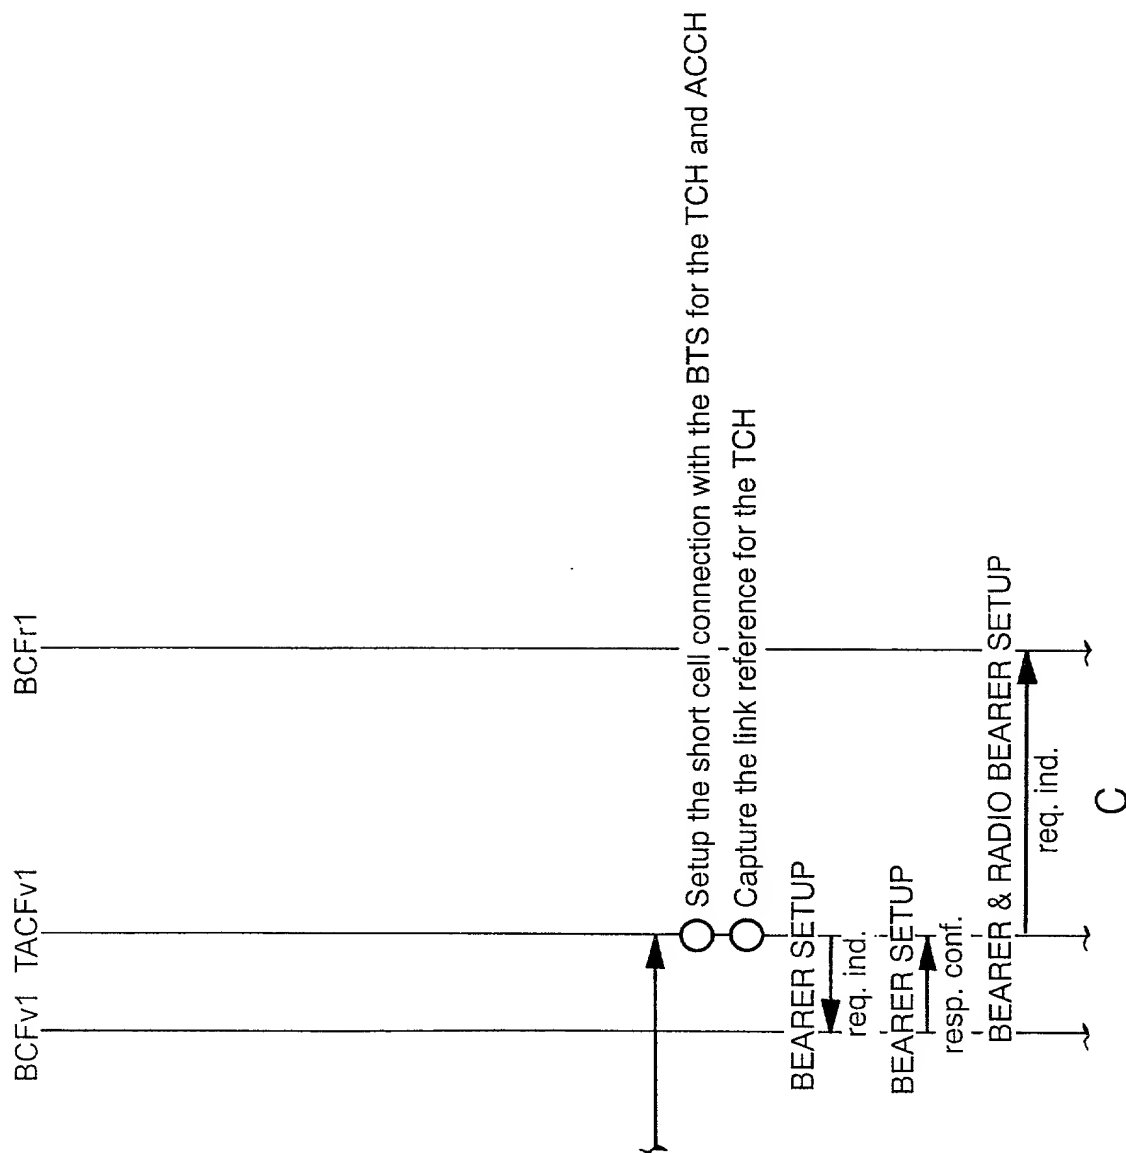 BCFv1
TACFv1
BCFr1
Setup the short cell connection with the BTS for the TCH and ACCH
Capture the link reference for the TCH
BEARER SETUP
req. ind.
BEARER SETUP
resp. conf.
BEARER & RADIO BEARER SETUP
req. ind.
C